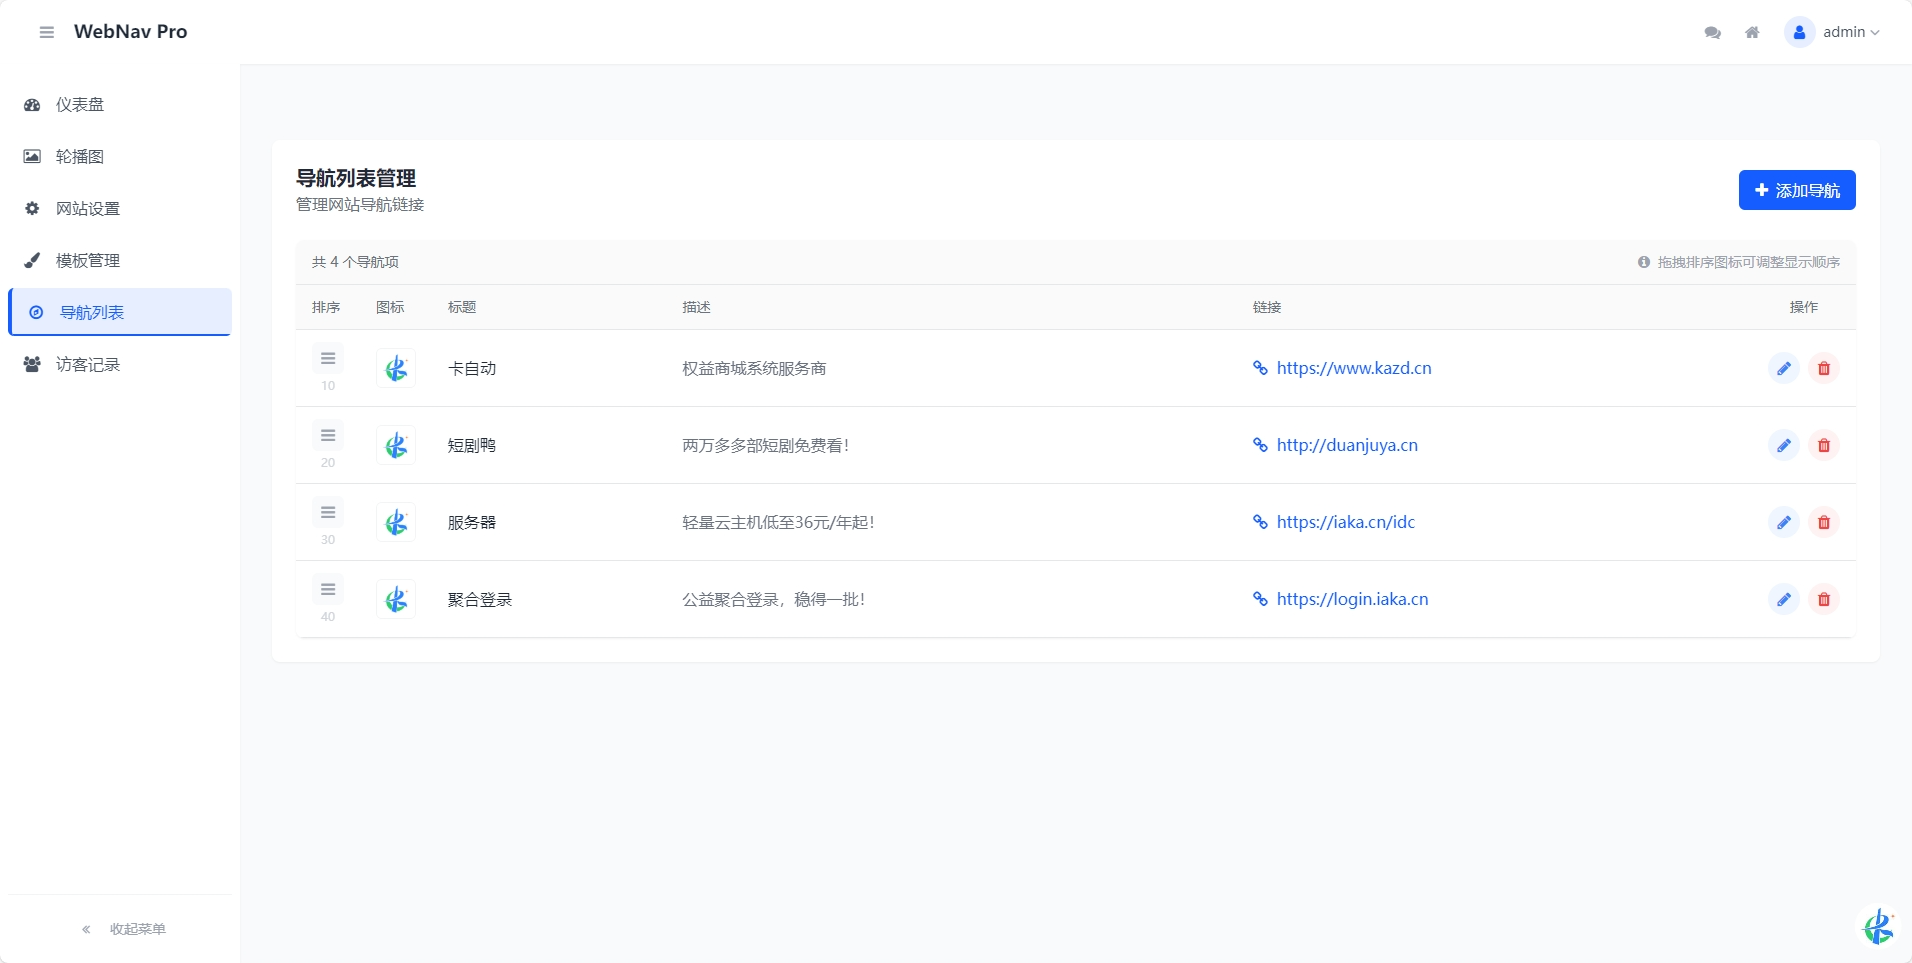 WebNav Pro
admin
仪表盘
轮播图
网站设置
模板管理
导航列表
访客记录
收起菜单
导航列表管理
管理网站导航链接
添加导航
共 4 个导航项
拖拽排序图标可调整显示顺序
排序 图标 标题 描述 链接 操作
10 卡自动 权益商城系统服务商 https://www.kazd.cn
20 短剧鸭 两万多多部短剧免费看！ http://duanjuya.cn
30 服务器 轻量云主机低至36元/年起！ https://iaka.cn/idc
40 聚合登录 公益聚合登录，稳得一批！ https://login.iaka.cn